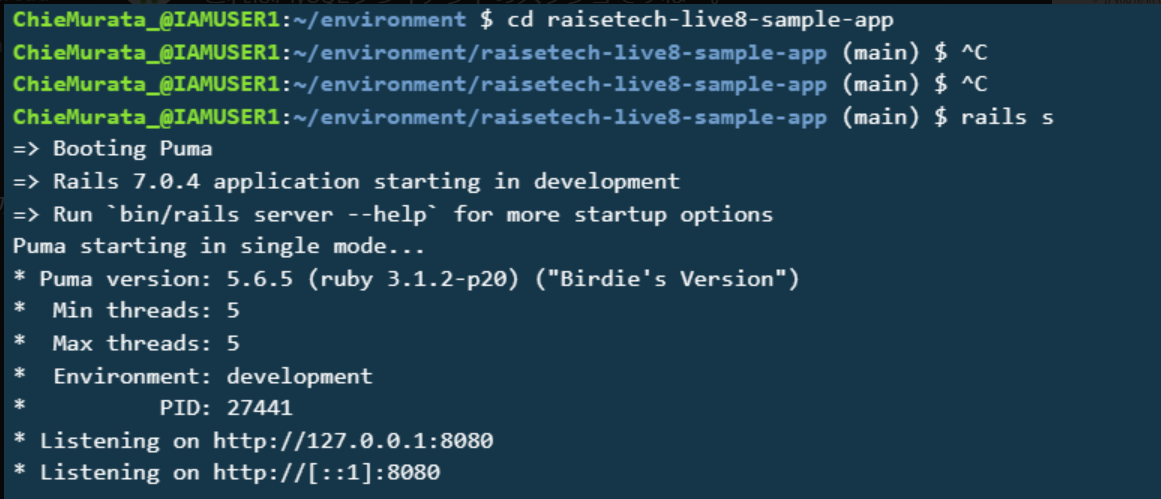 ChieMurata_@IAMUSER1:~/environment $ cd raisetech-live8-sample-app
ChieMurata_@IAMUSER1:~/environment/raisetech-live8-sample-app (main) $ ^C
ChieMurata_@IAMUSER1:~/environment/raisetech-live8-sample-app (main) $ ^C
ChieMurata_@IAMUSER1:~/environment/raisetech-live8-sample-app (main) $ rails s
=> Booting Puma
=> Rails 7.0.4 application starting in development
=> Run `bin/rails server --help` for more startup options
Puma starting in single mode...
* Puma version: 5.6.5 (ruby 3.1.2-p20) ("Birdie's Version")
*  Min threads: 5
*  Max threads: 5
*  Environment: development
*          PID: 27441
* Listening on http://127.0.0.1:8080
* Listening on http://[::1]:8080